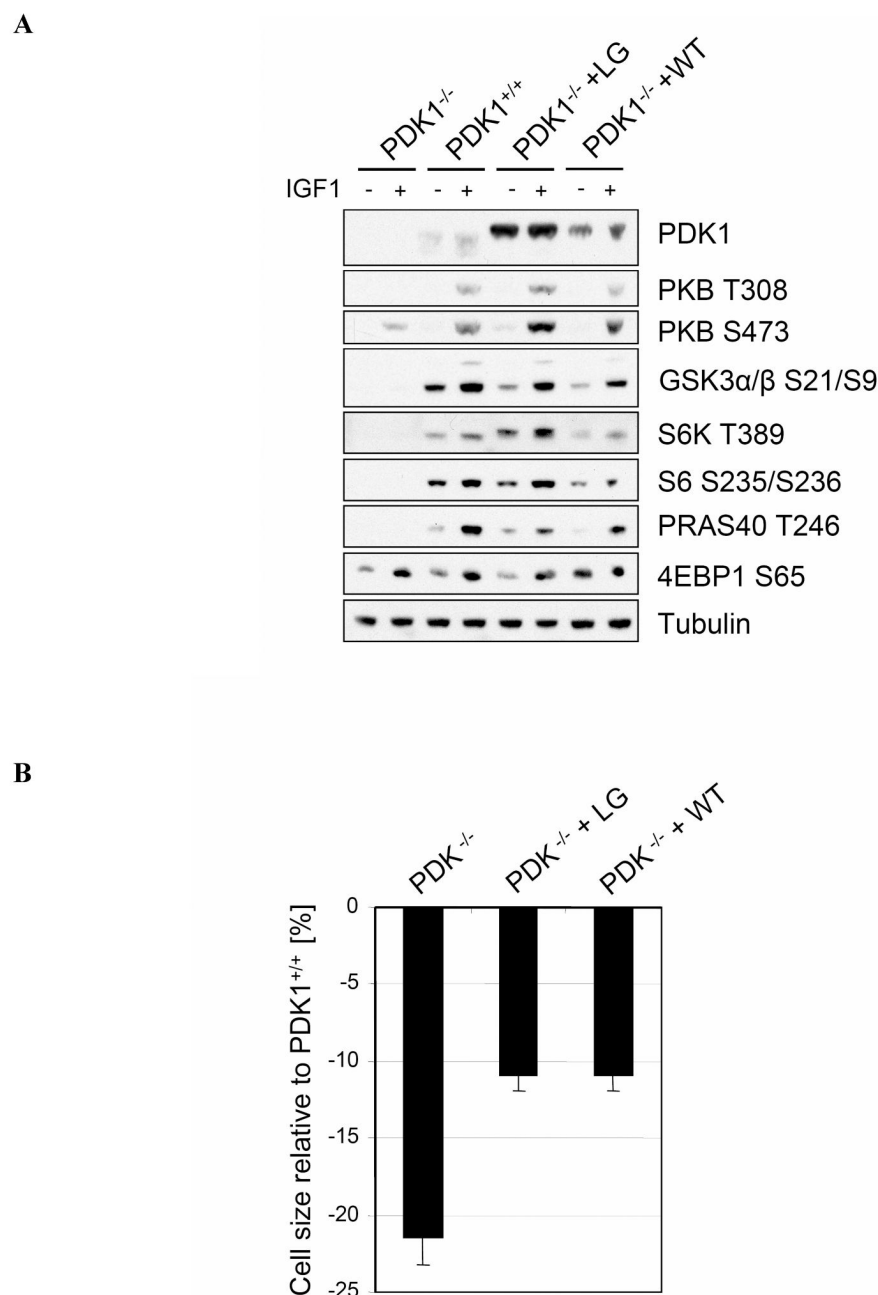 A
PDK1-/-
PDK1+/+
PDK1-/- +LG
PDK1-/- +WT
IGF1 - + - + - + - +
PDK1
PKB T308
PKB S473
GSK3α/β S21/S9
S6K T389
S6 S235/S236
PRAS40 T246
4EBP1 S65
Tubulin
B
PDK-/-
PDK-/- + LG
PDK-/- + WT
Cell size relative to PDK1+/+ [%]
0
-5
-10
-15
-20
-25